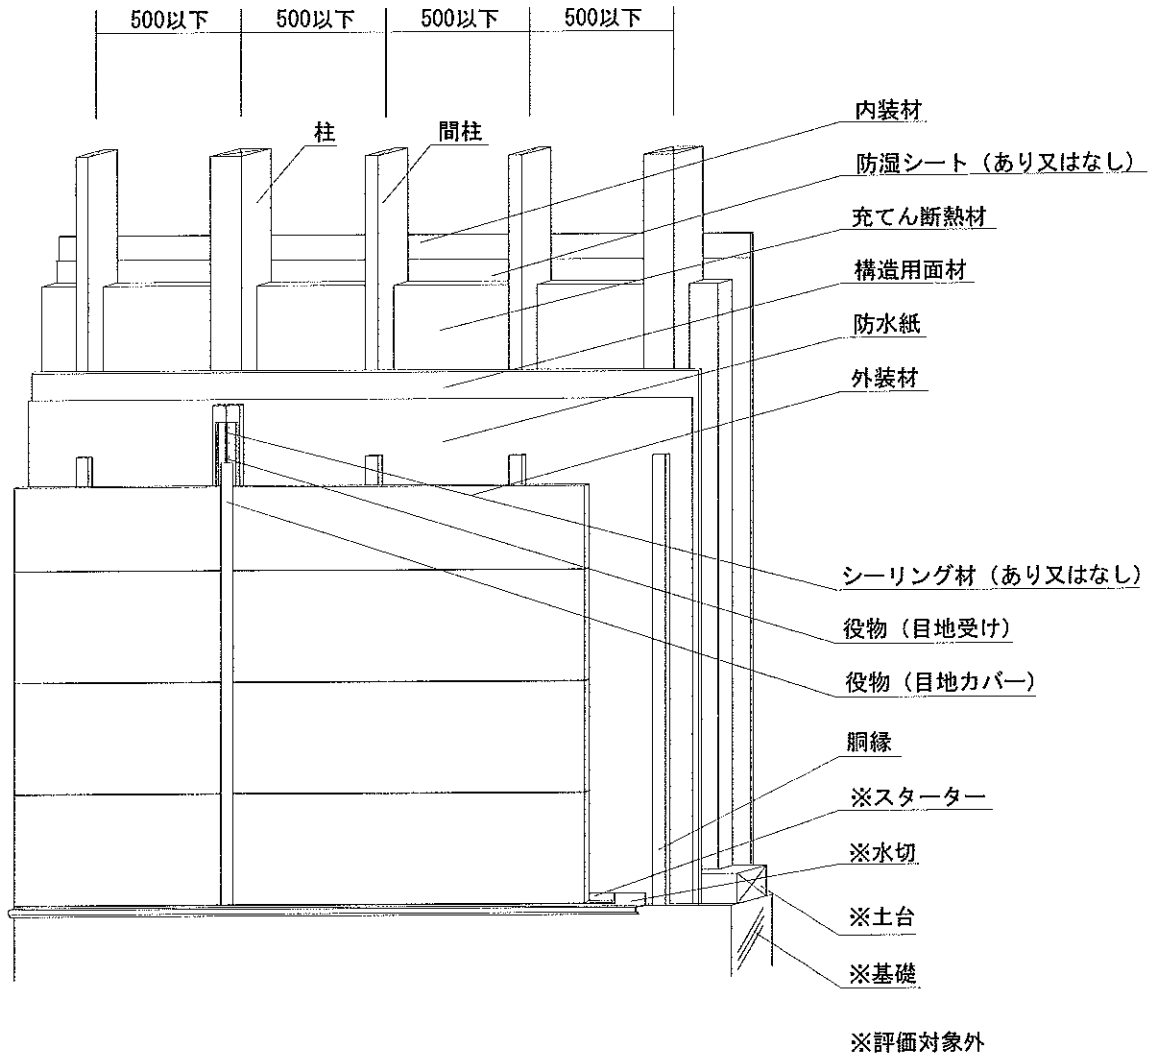 500以下 500以下 500以下 500以下
柱
間柱
内装材
防湿シート（あり又はなし）
充てん断熱材
構造用面材
防水紙
外装材
シーリング材（あり又はなし）
役物（目地受け）
役物（目地カバー）
胴縁
※スターター
※水切
※土台
※基礎
※評価対象外